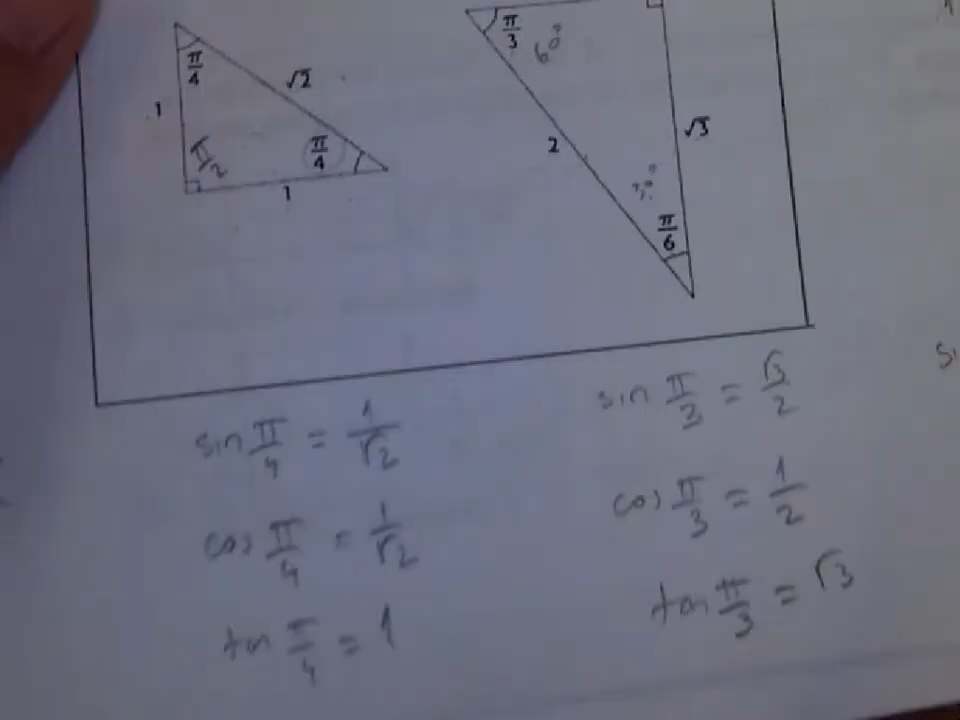 π/4
√2
1
π/2
π/4
1
π/3
60°
2
√3
π/6
sin π/4 = 1/√2
cos π/4 = 1/√2
tan π/4 = 1
sin π/3 = √3/2
cos π/3 = 1/2
tan π/3 = √3